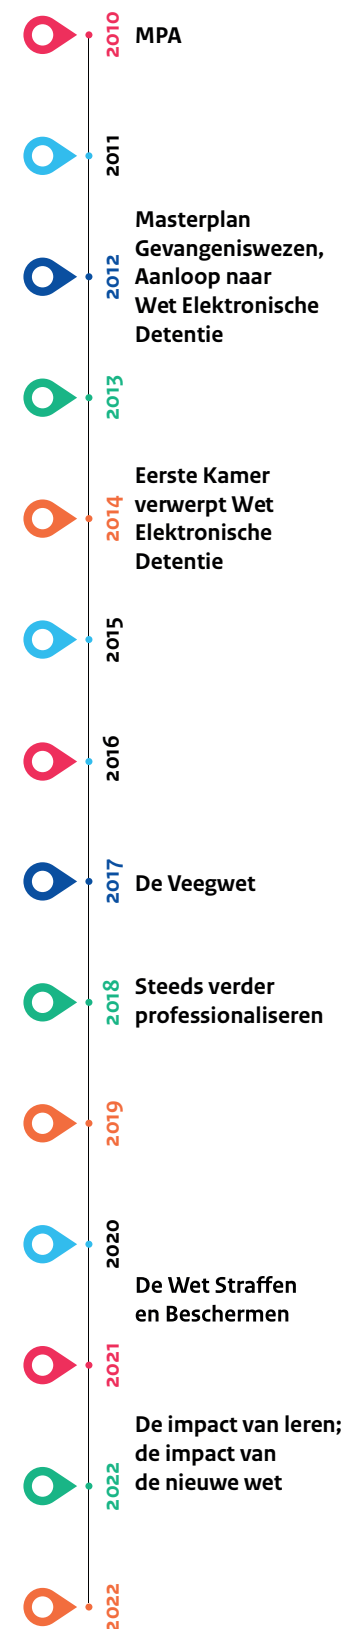 2010
MPA
2011
Masterplan
Gevangeniswezen,
Aanloop naar
Wet Elektronische
Detentie
2012
2013
Eerste Kamer
verwerpt Wet
Elektronische
Detentie
2014
2015
2016
2017
De Veegwet
2018
Steeds verder
professionaliseren
2019
2020
De Wet Straffen
en Beschermen
2021
De impact van leren;
de impact van
de nieuwe wet
2022
2022